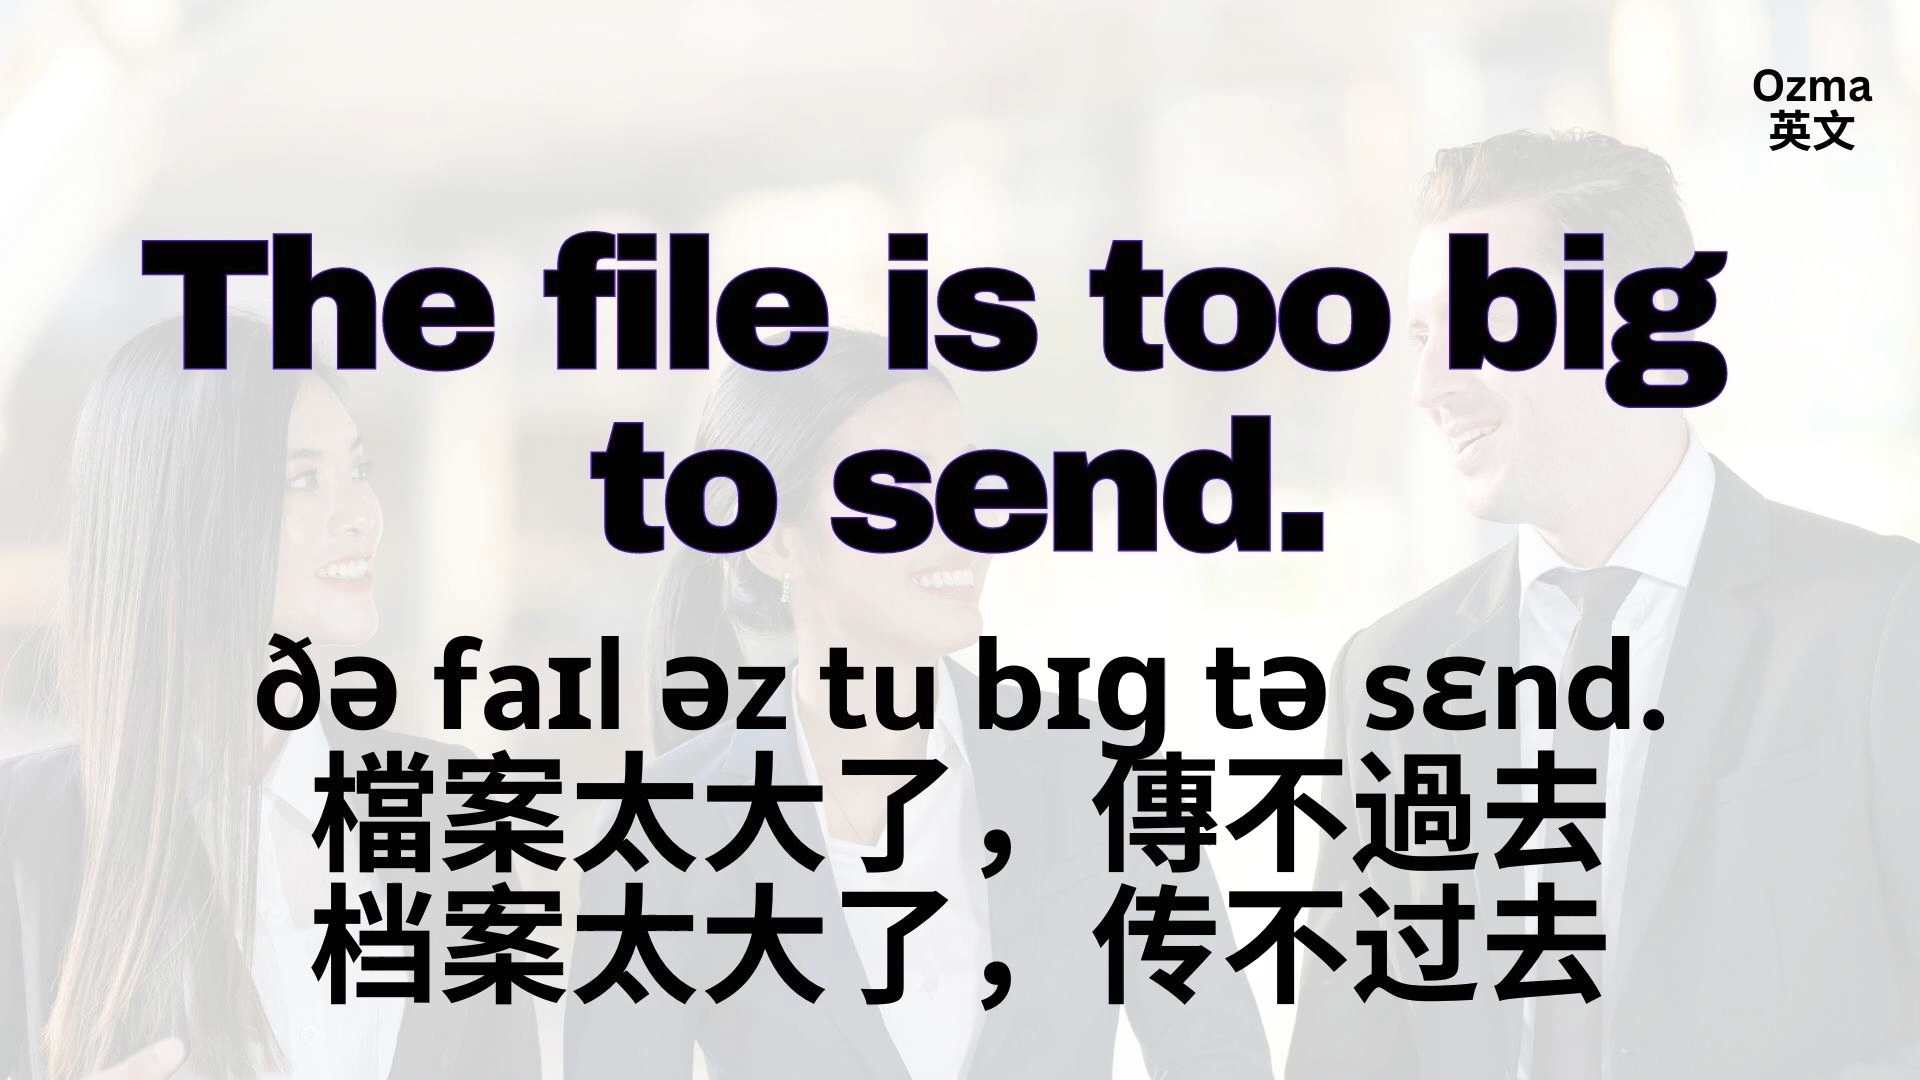 Ozma
英文
The file is too big
to send.
ðə faɪl əz tu bɪg tə sɛnd.
檔案太大了，傳不過去
档案太大了，传不过去